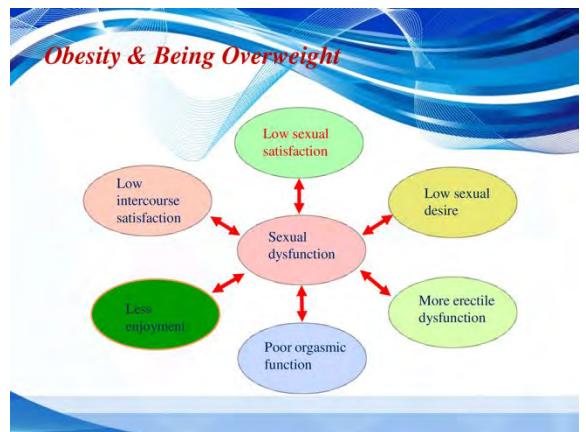 Obesity & Being Overweight
Low sexual
satisfaction
Low
intercourse
satisfaction
Low sexual
desire
Sexual
dysfunction
Less
enjoyment
More erectile
dysfunction
Poor orgasmic
function